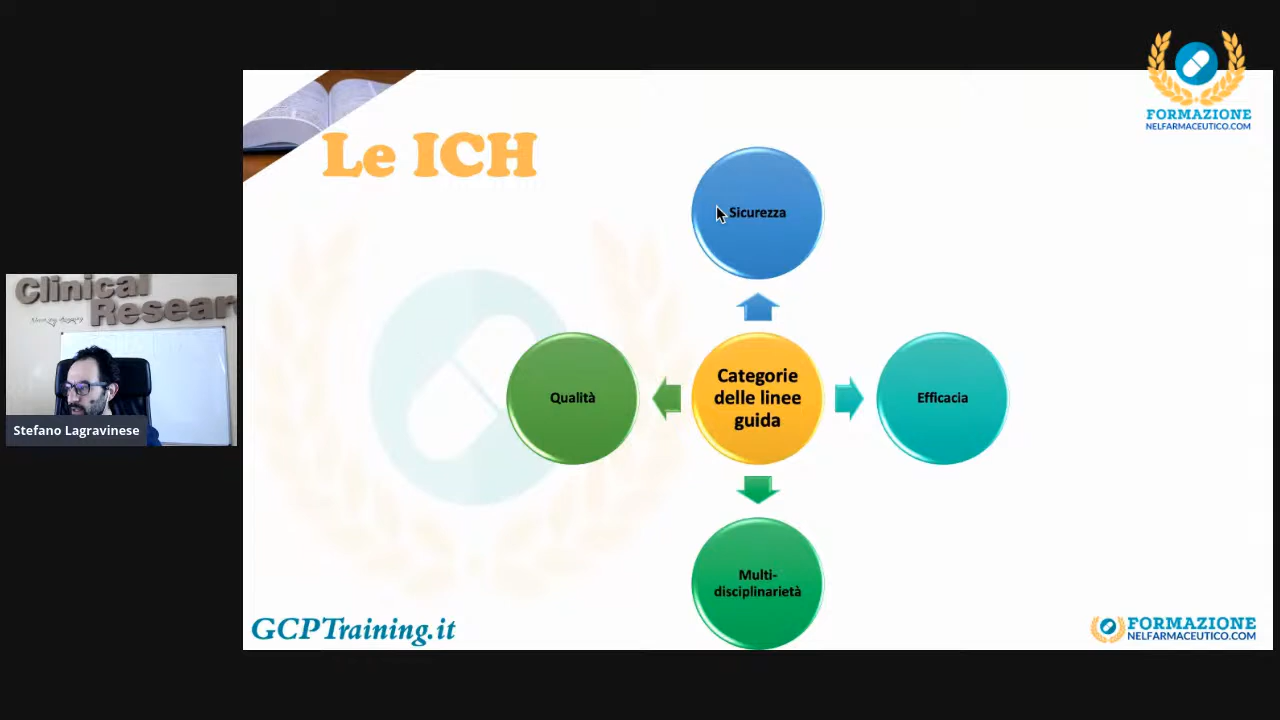 FORMAZIONE
NELFARMACEUTICO.COM
Le ICH
Sicurezza
Clinical
Resear
Qualità
Categorie
delle linee
guida
Efficacia
Stefano Lagravinese
Multi-
disciplinarietà
GCPTraining.it
FORMAZIONE
NELFARMACEUTICO.COM